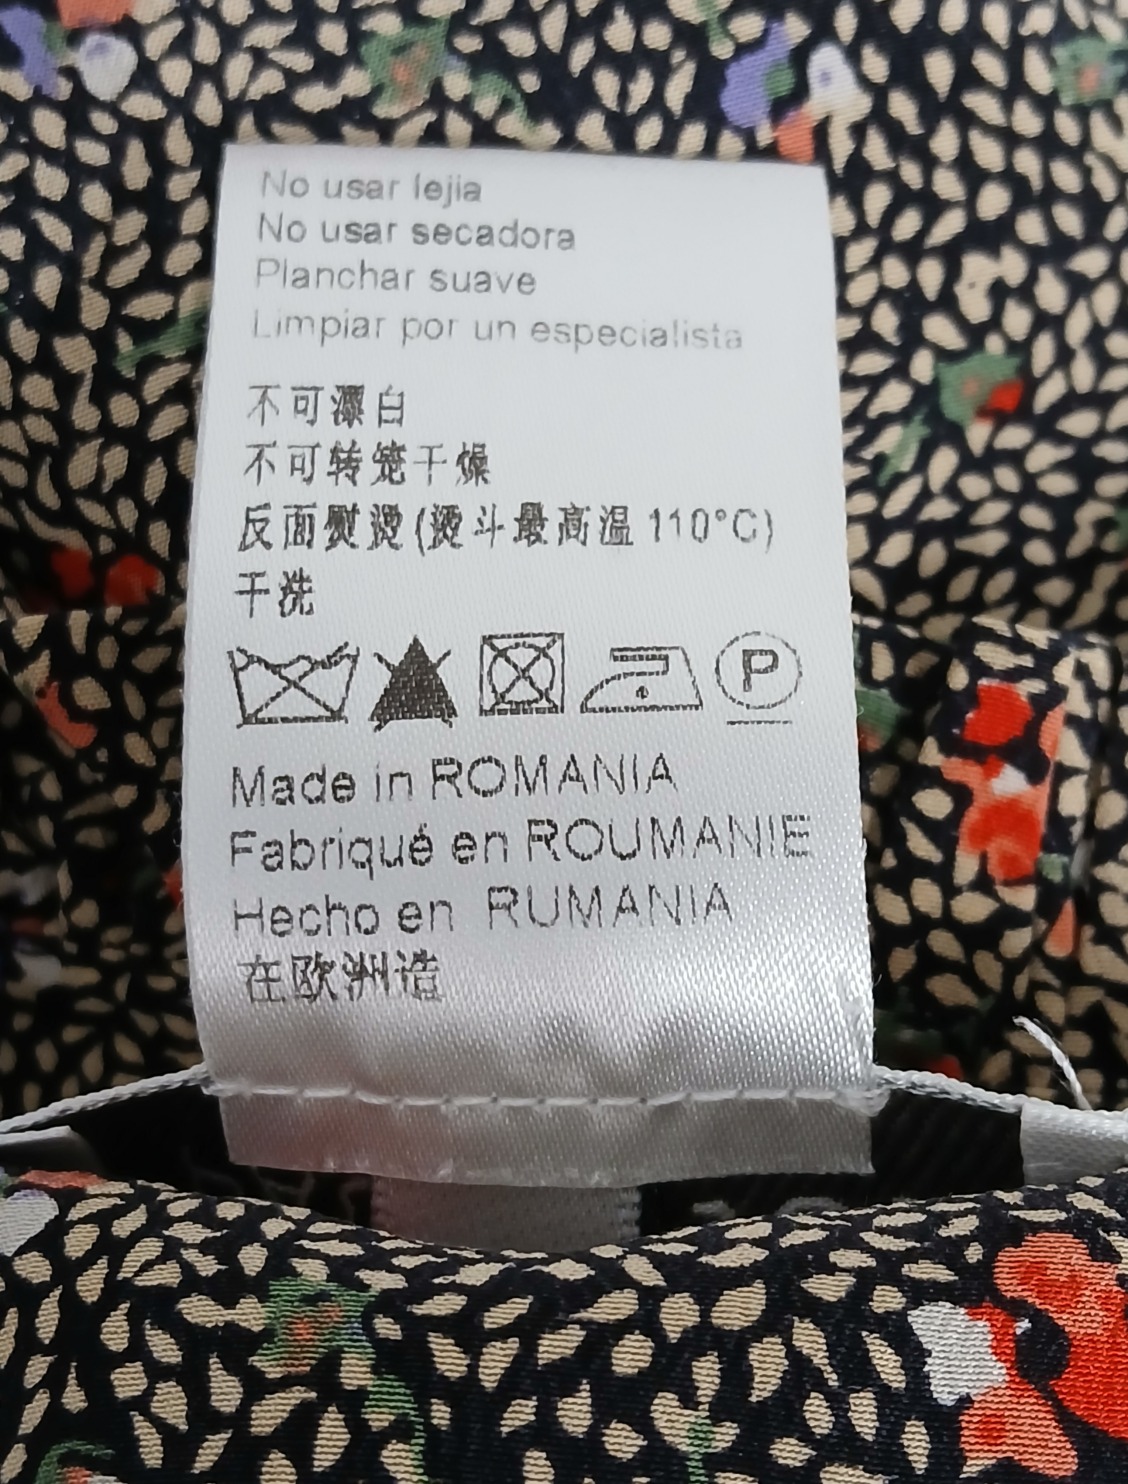 No usar lejia
No usar secadora
Planchar suave
Limpiar por un especialista
不可漂白
不可转笼干燥
反面熨烫(烫斗最高温 110°C)
干洗
P
Made in ROMANIA
Fabriqué en ROUMANIE
Hecho en RUMANIA
在欧洲造